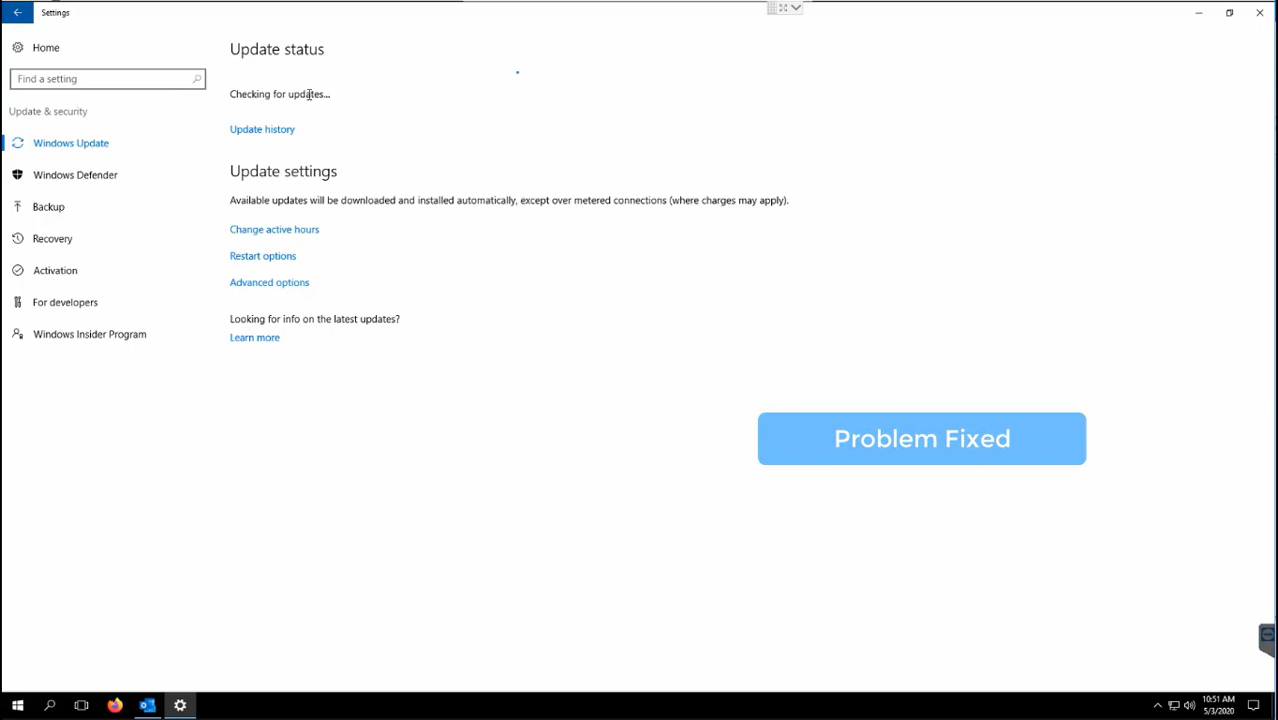 Settings
Home
Find a setting
Update & security
Windows Update
Windows Defender
Backup
Recovery
Activation
For developers
Windows Insider Program
Update status
Checking for updates...
Update history
Update settings
Available updates will be downloaded and installed automatically, except over metered connections (where charges may apply).
Change active hours
Restart options
Advanced options
Looking for info on the latest updates?
Learn more
Problem Fixed
10:51 AM
5/3/2020